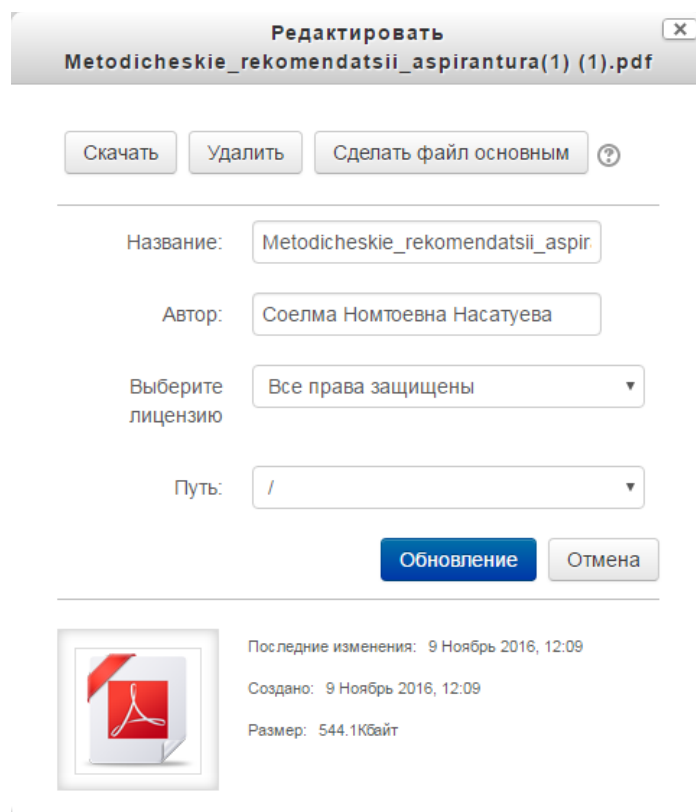 Редактировать
Metodicheskie_rekomendatsii_aspirantura(1) (1).pdf
Скачать Удалить Сделать файл основным ?
Название: Metodicheskie_rekomendatsii_aspir
Автор: Соелма Номтоевна Насатуева
Выберите Все права защищены
лицензию
Путь: /
Обновление Отмена
Последние изменения: 9 Ноябрь 2016, 12:09
Создано: 9 Ноябрь 2016, 12:09
Размер: 544.1Кбайт